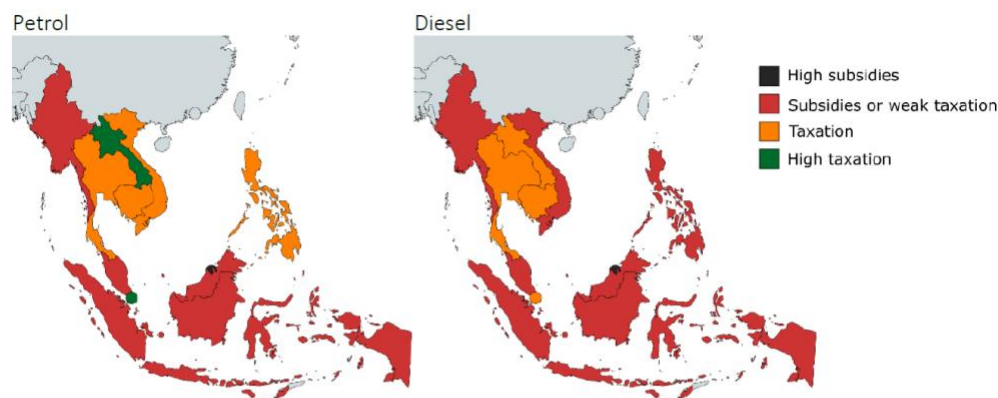 Petrol
Diesel
High subsidies
Subsidies or weak taxation
Taxation
High taxation